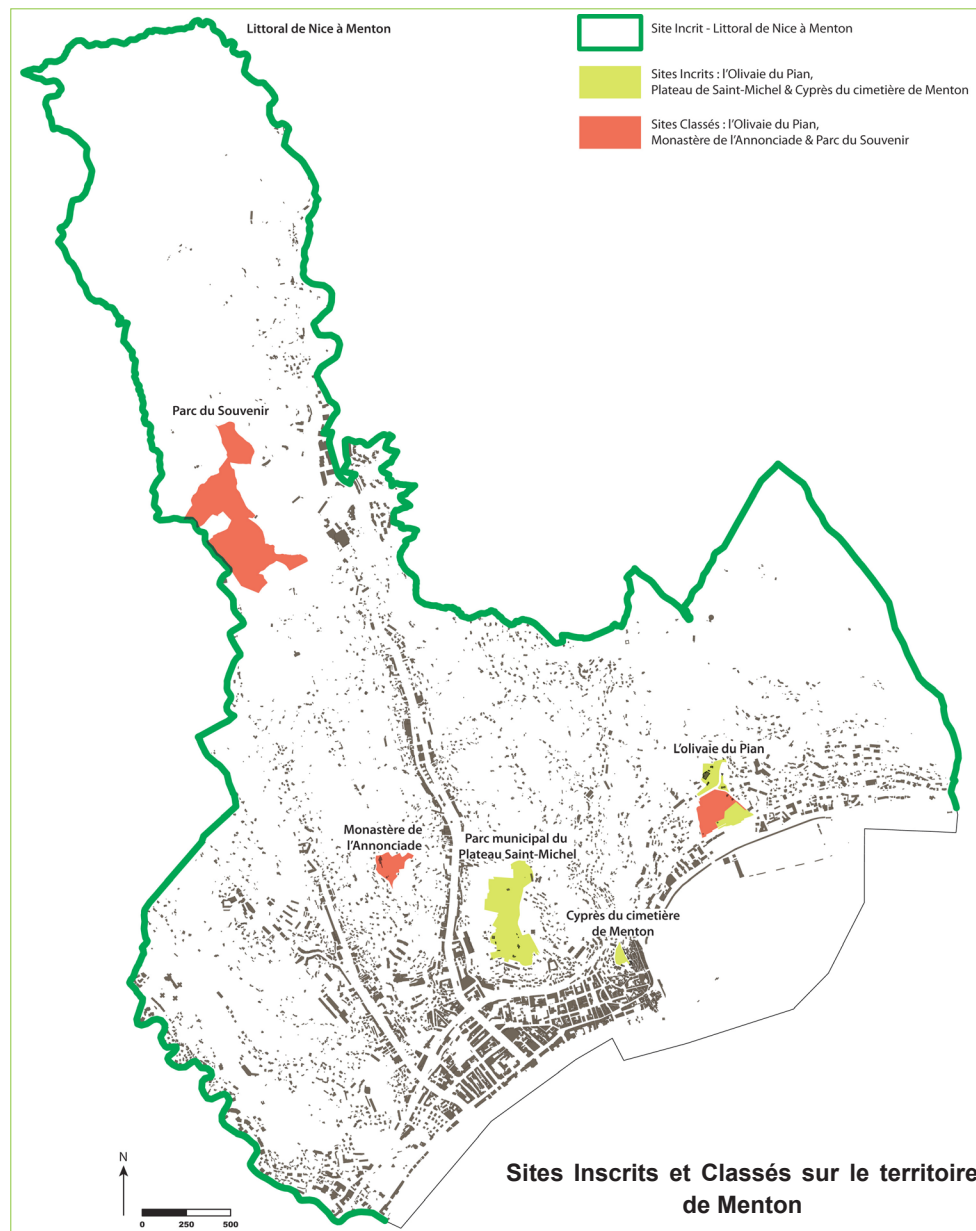 Littoral de Nice à Menton
Site Incrit - Littoral de Nice à Menton
Sites Incrits : l'Olivaie du Pian,
Plateau de Saint-Michel & Cyprès du cimetière de Menton
Sites Classés : l'Olivaie du Pian,
Monastère de l'Annonciade & Parc du Souvenir
Parc du Souvenir
L'olivaie du Pian
Monastère de
l'Annonciade
Parc municipal du
Plateau Saint-Michel
Cyprès du cimetière
de Menton
N
0 250 500
Sites Inscrits et Classés sur le territoire
de Menton